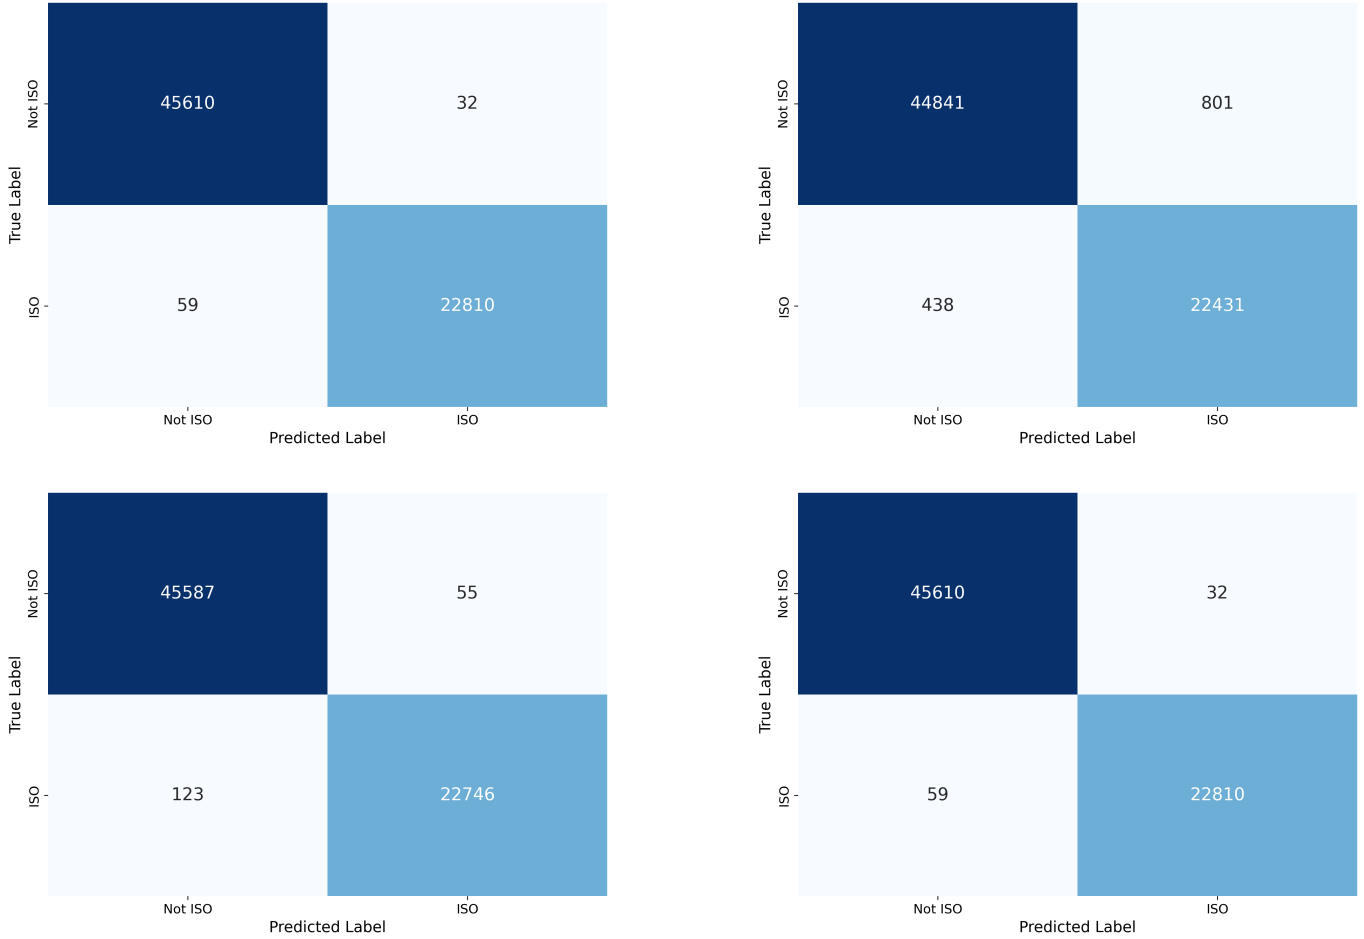 True Label
Not ISO
45610 32
ISO
59 22810
Not ISO ISO
Predicted Label
True Label
Not ISO
44841 801
ISO
438 22431
Not ISO ISO
Predicted Label
True Label
Not ISO
45587 55
ISO
123 22746
Not ISO ISO
Predicted Label
True Label
Not ISO
45610 32
ISO
59 22810
Not ISO ISO
Predicted Label